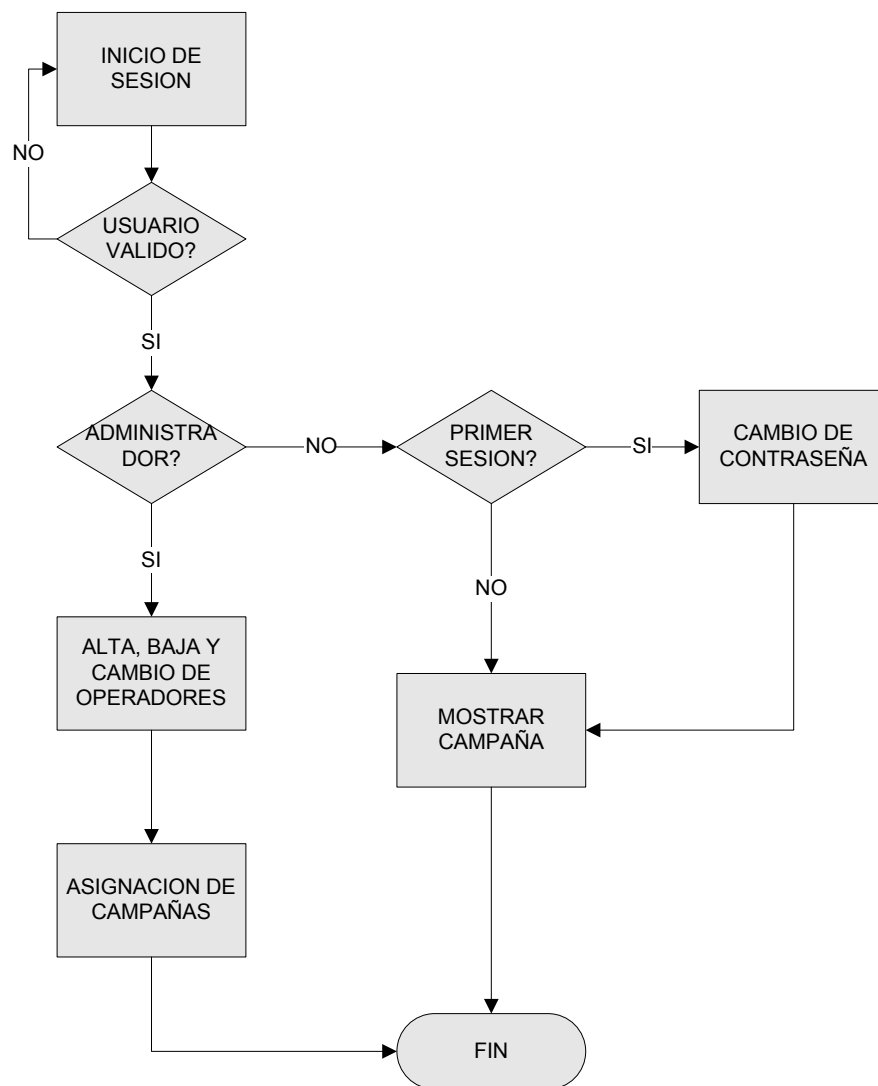 INICIO DE
SESION
NO
USUARIO
VALIDO?
SI
ADMINISTRA
DOR?
NO
PRIMER
SESION?
SI
CAMBIO DE
CONTRASEÑA
SI
NO
ALTA, BAJA Y
CAMBIO DE
OPERADORES
MOSTRAR
CAMPAÑA
ASIGNACION DE
CAMPAÑAS
FIN